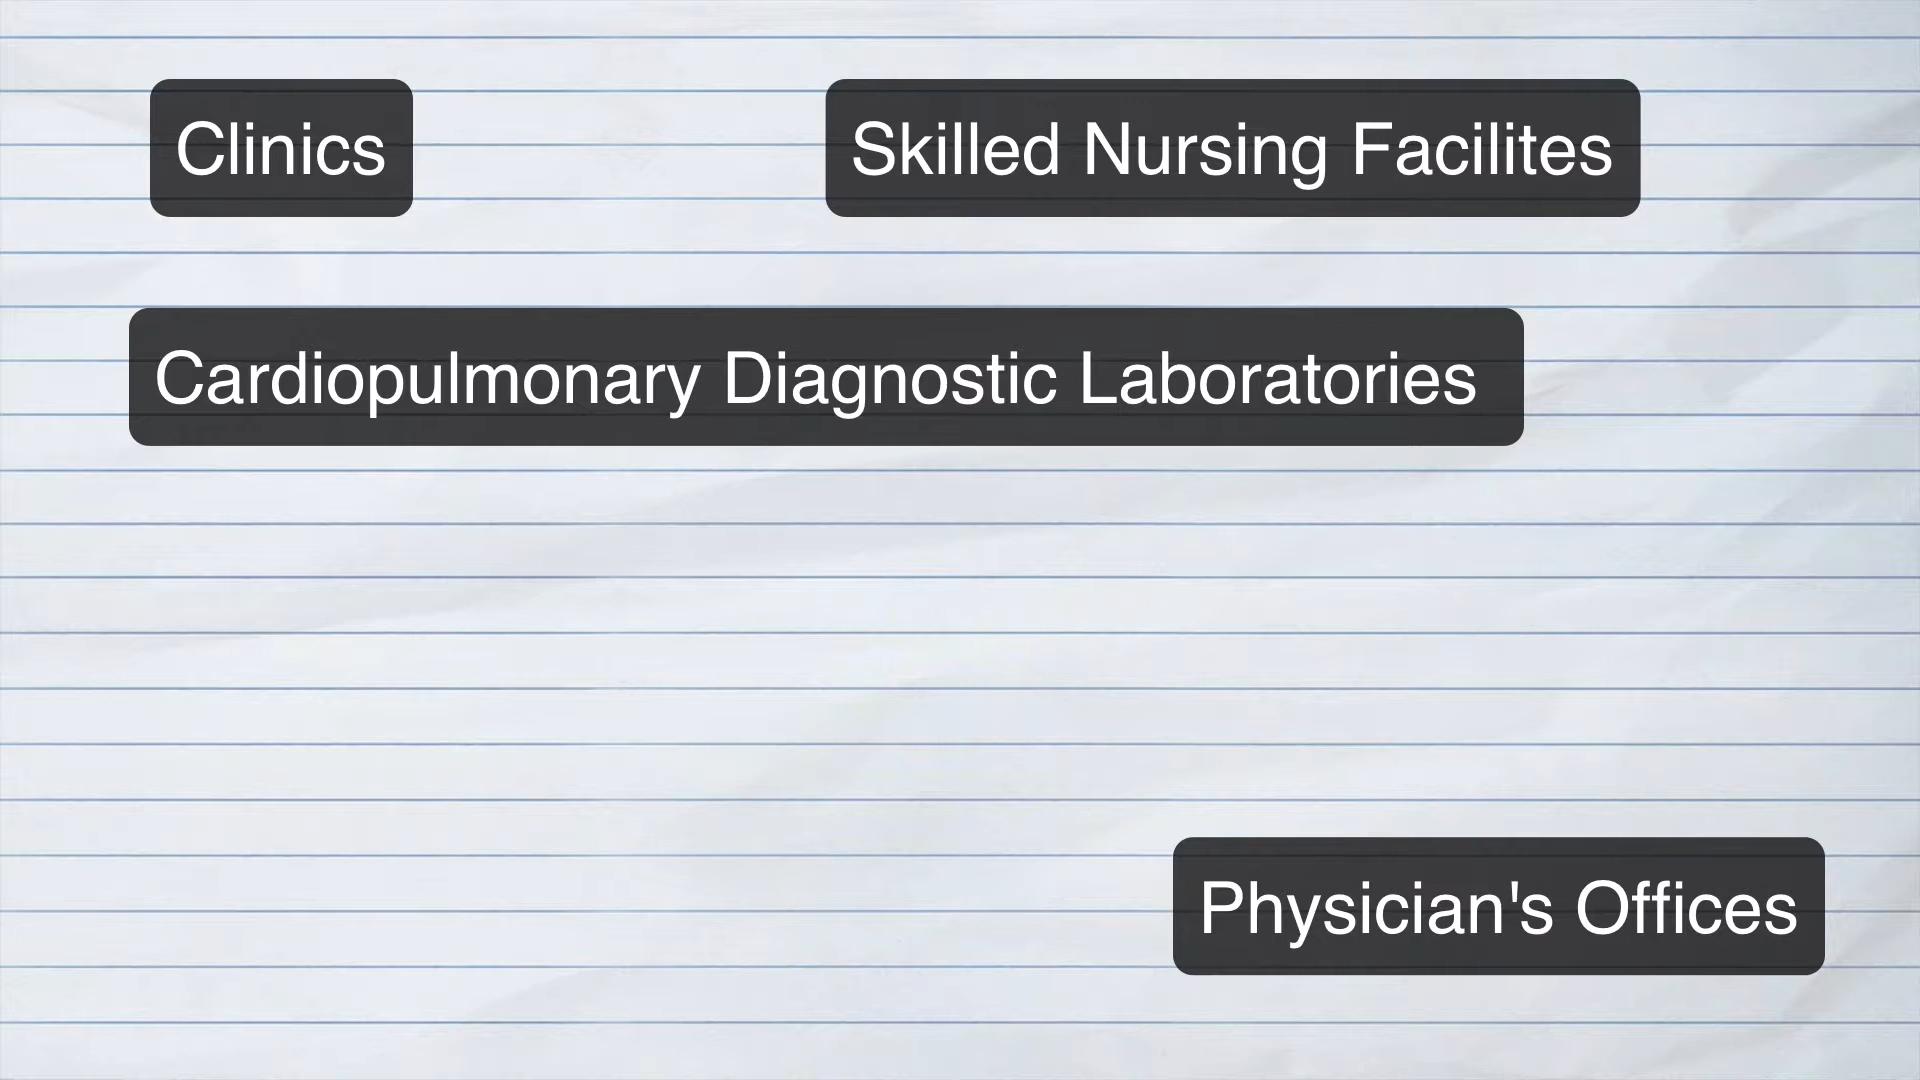 Clinics
Skilled Nursing Facilites
Cardiopulmonary Diagnostic Laboratories
Physician's Offices